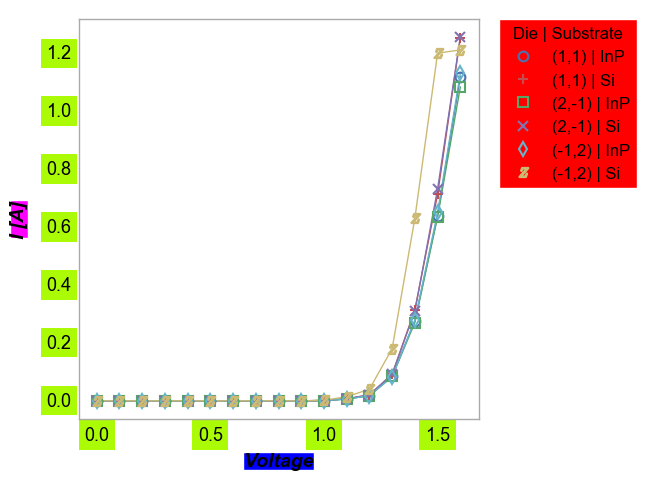 Die | Substrate
(1,1) | InP
(1,1) | Si
(2,-1) | InP
(2,-1) | Si
(-1,2) | InP
(-1,2) | Si
I [A]
1.2
1.0
0.8
0.6
0.4
0.2
0.0
0.0 0.5 1.0 1.5
Voltage